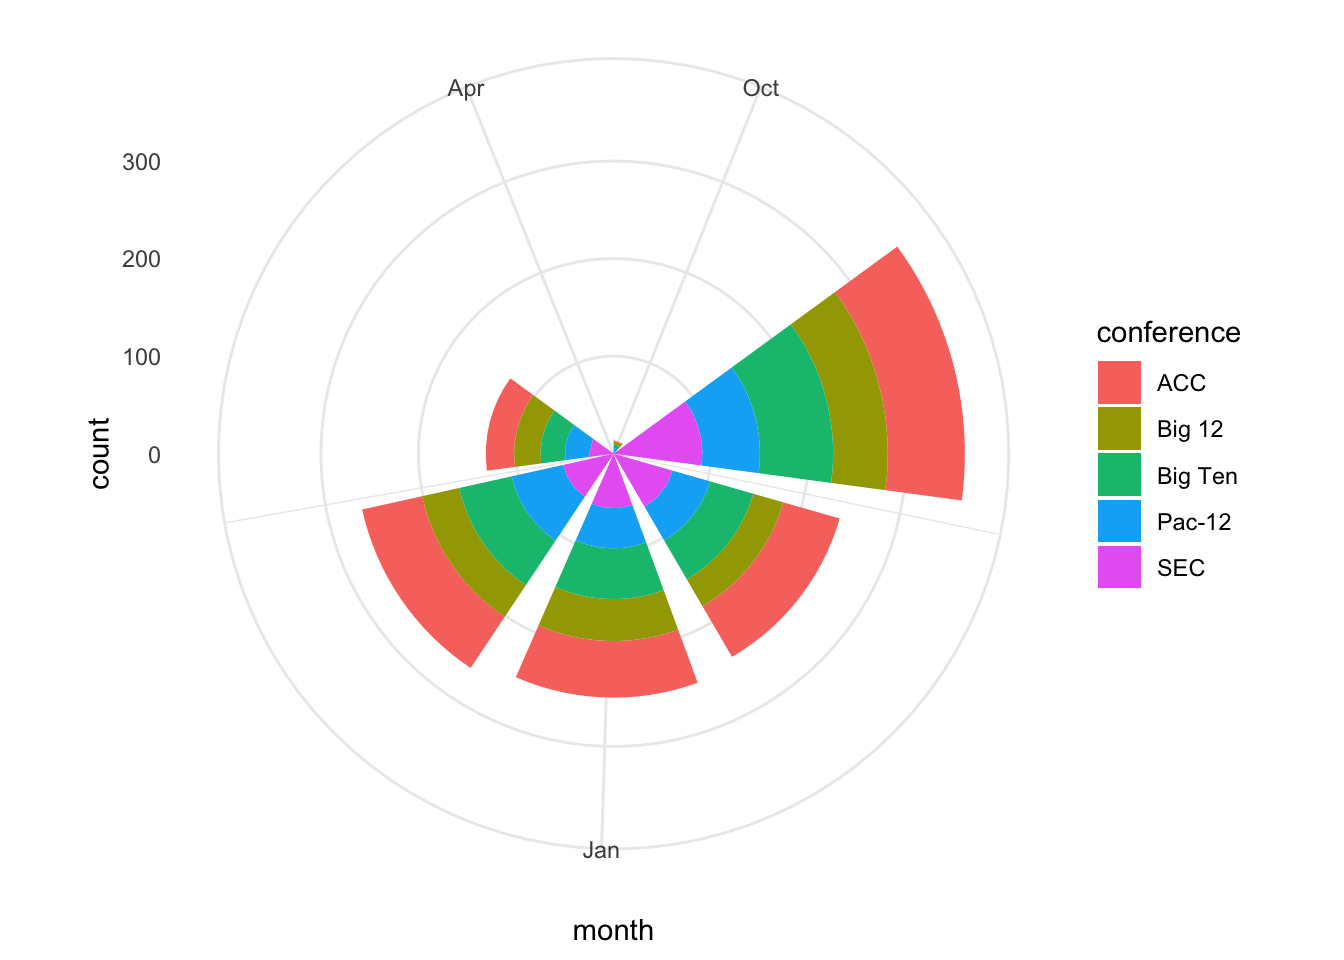 Apr
Oct
300
200
100
0
count
Jan
month
conference
ACC
Big 12
Big Ten
Pac-12
SEC